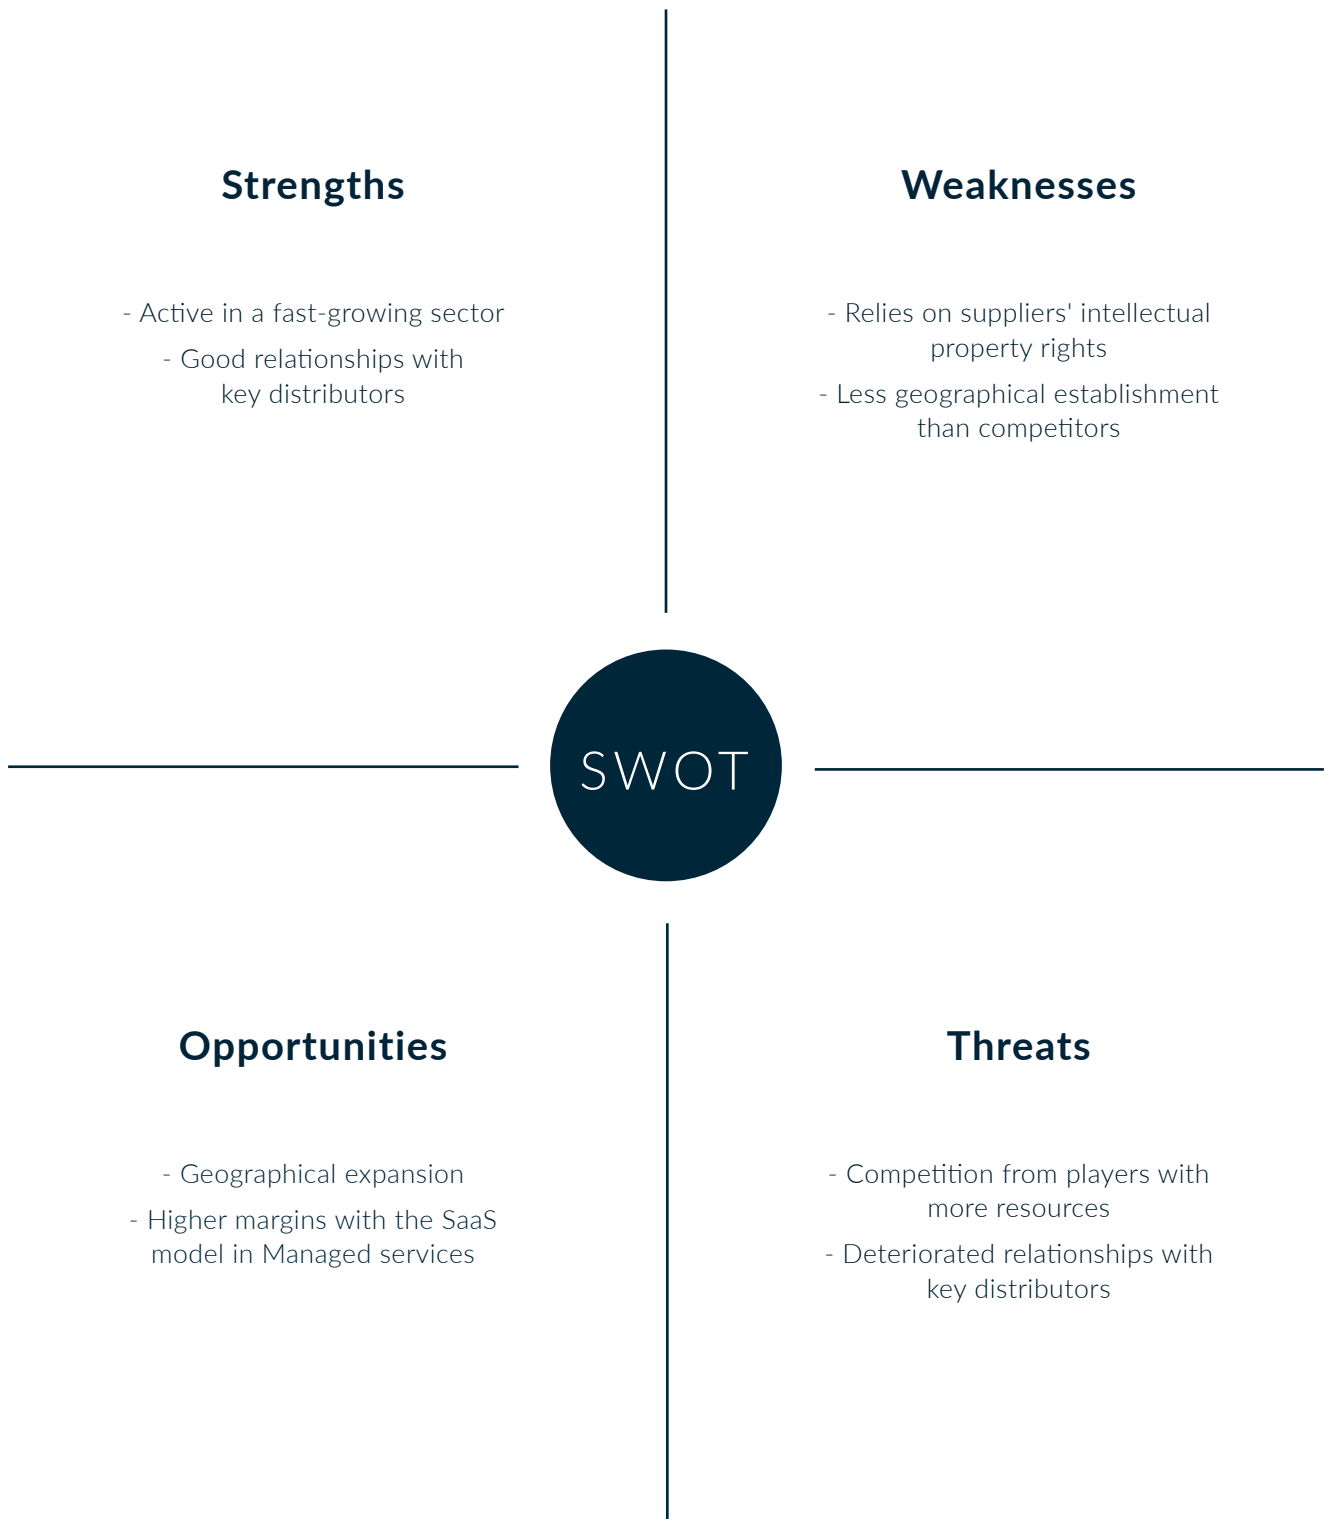 Strengths
- Active in a fast-growing sector
- Good relationships with
key distributors
Weaknesses
- Relies on suppliers' intellectual
property rights
- Less geographical establishment
than competitors
SWOT
Opportunities
- Geographical expansion
- Higher margins with the SaaS
model in Managed services
Threats
- Competition from players with
more resources
- Deteriorated relationships with
key distributors